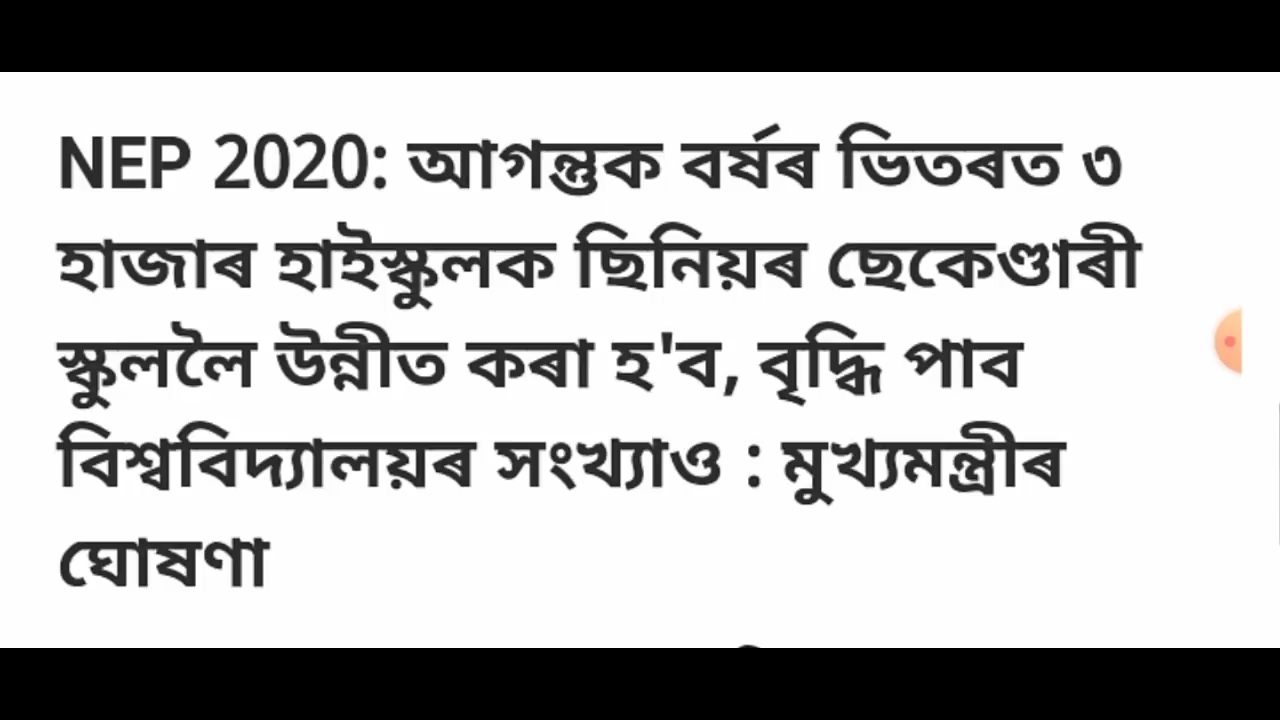 NEP 2020: আগন্তুক বৰ্ষৰ ভিতৰত ৩
হাজাৰ হাইস্কুলক ছিনিয়ৰ ছেকেণ্ডাৰী
স্কুললৈ উন্নীত কৰা হ'ব, বৃদ্ধি পাব
বিশ্ববিদ্যালয়ৰ সংখ্যাও : মুখ্যমন্ত্ৰীৰ
ঘোষণা